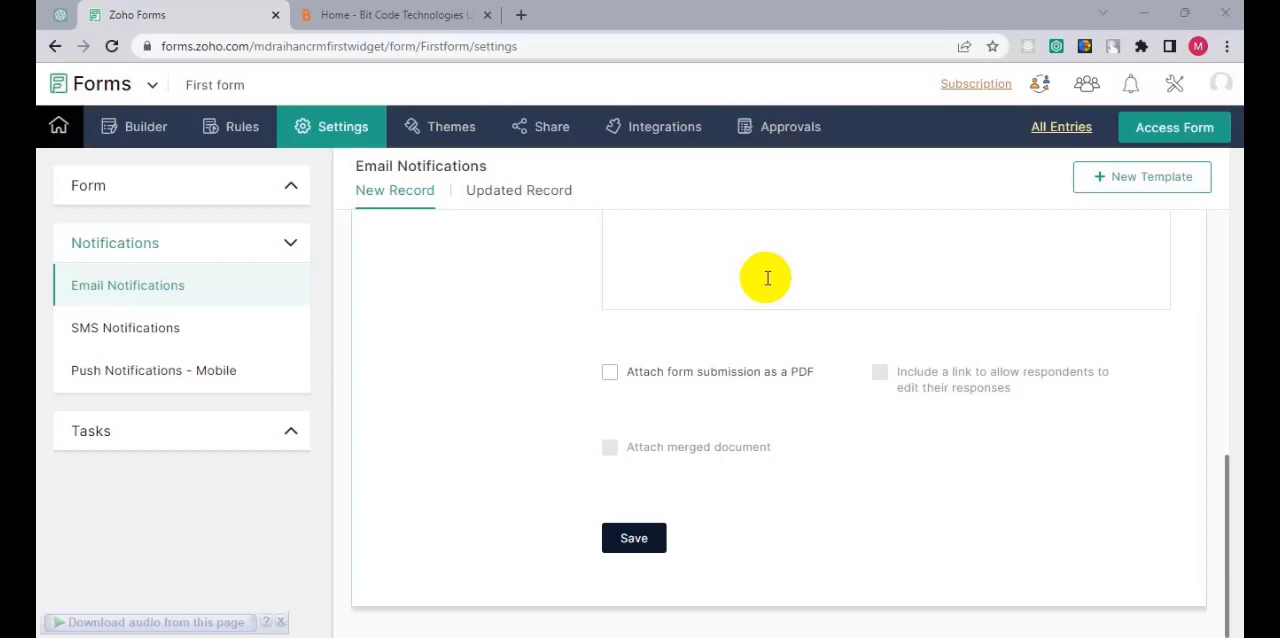 Zoho Forms
Home - Bit Code Technologies
forms.zoho.com/mdraihancrmfirstwidget/form/Firstform/settings
M
Forms
First form
Subscription
Builder
Rules
Settings
Themes
Share
Integrations
Approvals
All Entries
Access Form
Form
Email Notifications
New Record
Updated Record
+ New Template
Notifications
Email Notifications
SMS Notifications
Push Notifications - Mobile
Tasks
Attach form submission as a PDF
Include a link to allow respondents to
edit their responses
Attach merged document
Save
Download audio from this page
? X